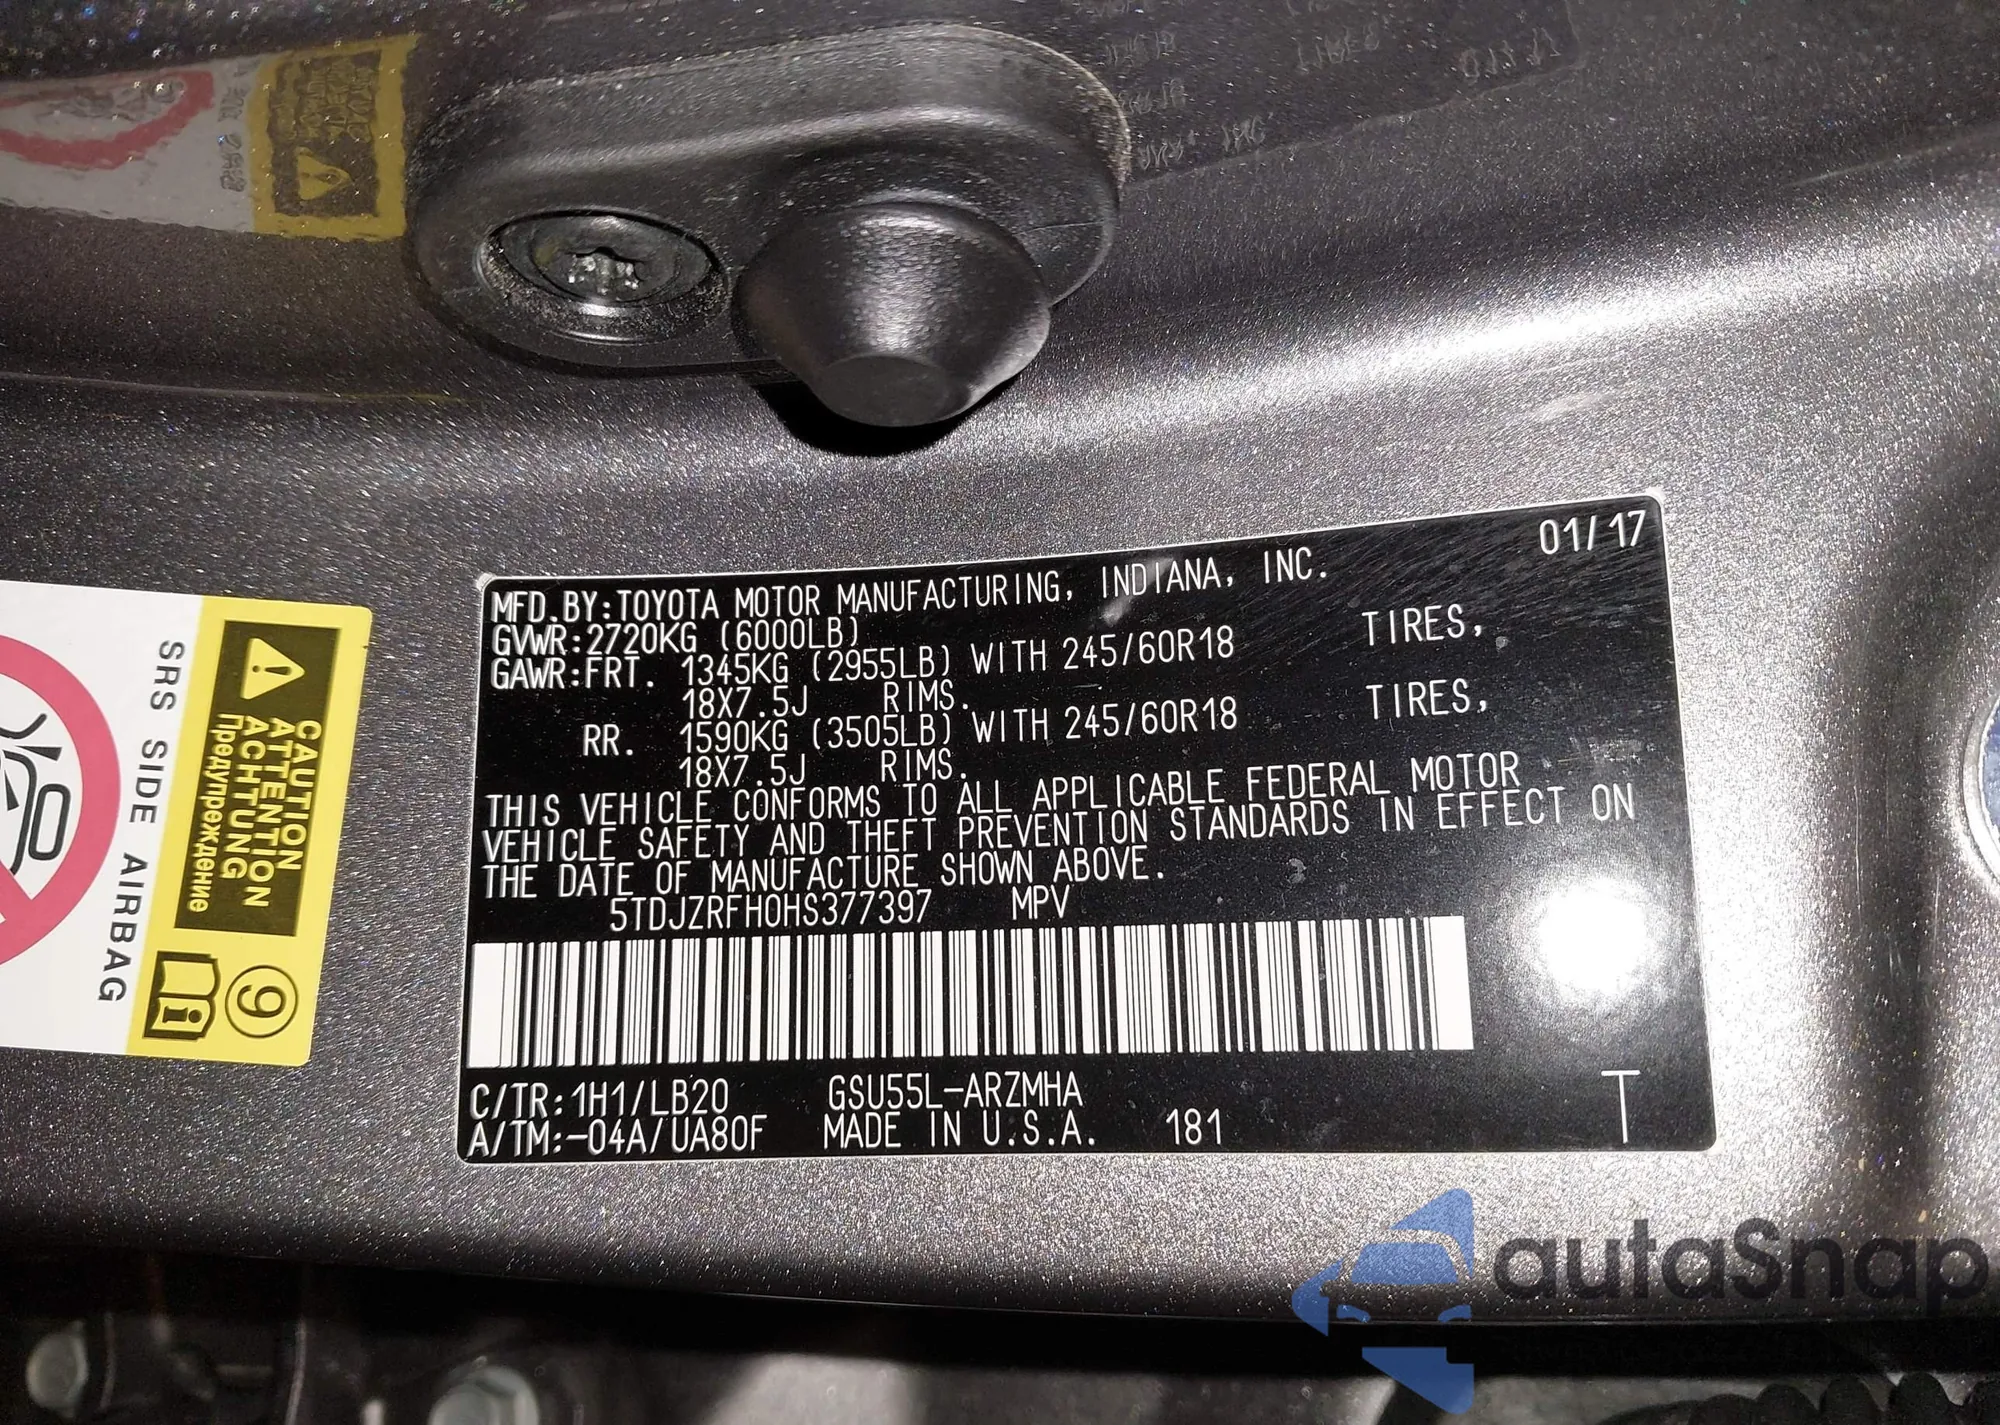 01/17
MFD.BY:TOYOTA MOTOR MANUFACTURING, INDIANA, INC.
GVWR:2720KG (6000LB)
GAWR:FRT. 1345KG (2955LB) WITH 245/60R18 TIRES,
18X7.5J RIMS.
RR. 1590KG (3505LB) WITH 245/60R18 TIRES,
18X7.5J RIMS.
THIS VEHICLE CONFORMS TO ALL APPLICABLE FEDERAL MOTOR
VEHICLE SAFETY AND THEFT PREVENTION STANDARDS IN EFFECT ON
THE DATE OF MANUFACTURE SHOWN ABOVE.
5TDJZRFH0HS377397 MPV
C/TR:1H1/LB20 GSU55L-ARZMHA
A/TM:-04A/UA80F MADE IN U.S.A. 181 T
CAUTION
ATTENTION
ACHTUNG
Предупреждение
SRS SIDE AIRBAG
9
autaSnap